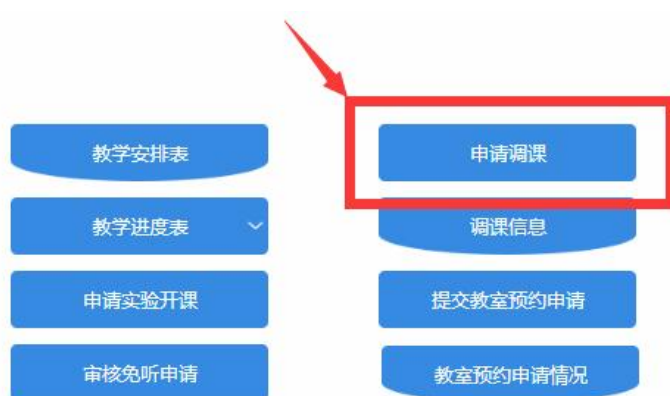 教学安排表
申请调课
教学进度表
调课信息
申请实验开课
提交教室预约申请
审核免听申请
教室预约申请情况